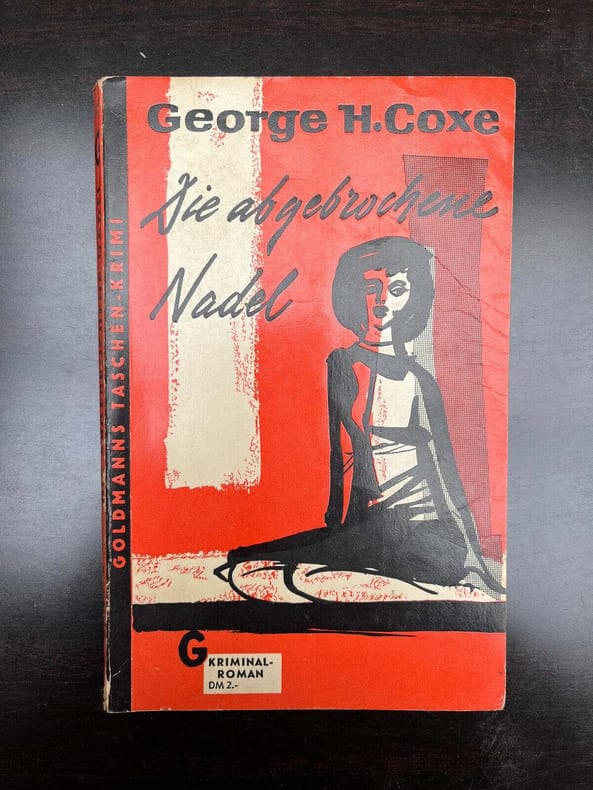 George H. Coxe
Die abgebrochene
Nadel
GOLDMANNS TASCHEN-KRIMI
G
KRIMINAL-
ROMAN
DM 2.-